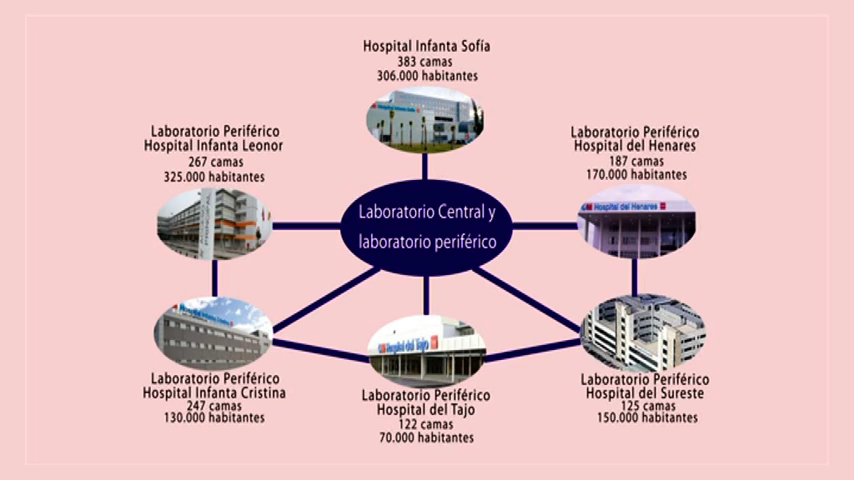 Hospital Infanta Sofía
383 camas
306.000 habitantes
Laboratorio Periférico
Hospital Infanta Leonor
267 camas
325.000 habitantes
Laboratorio Periférico
Hospital del Henares
187 camas
170.000 habitantes
Laboratorio Central y
laboratorio periférico
Hospital del Henares
Hospital del Tajo
Laboratorio Periférico
Hospital Infanta Cristina
247 camas
130.000 habitantes
Laboratorio Periférico
Hospital del Tajo
122 camas
70.000 habitantes
Laboratorio Periférico
Hospital del Sureste
125 camas
150.000 habitantes